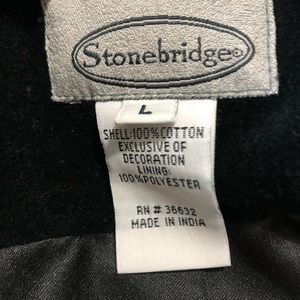 Stonebridge©
L
SHELL:100%COTTON
EXCLUSIVE OF
DECORATION
LINING:
100%POLYESTER
RN # 36632
MADE IN INDIA